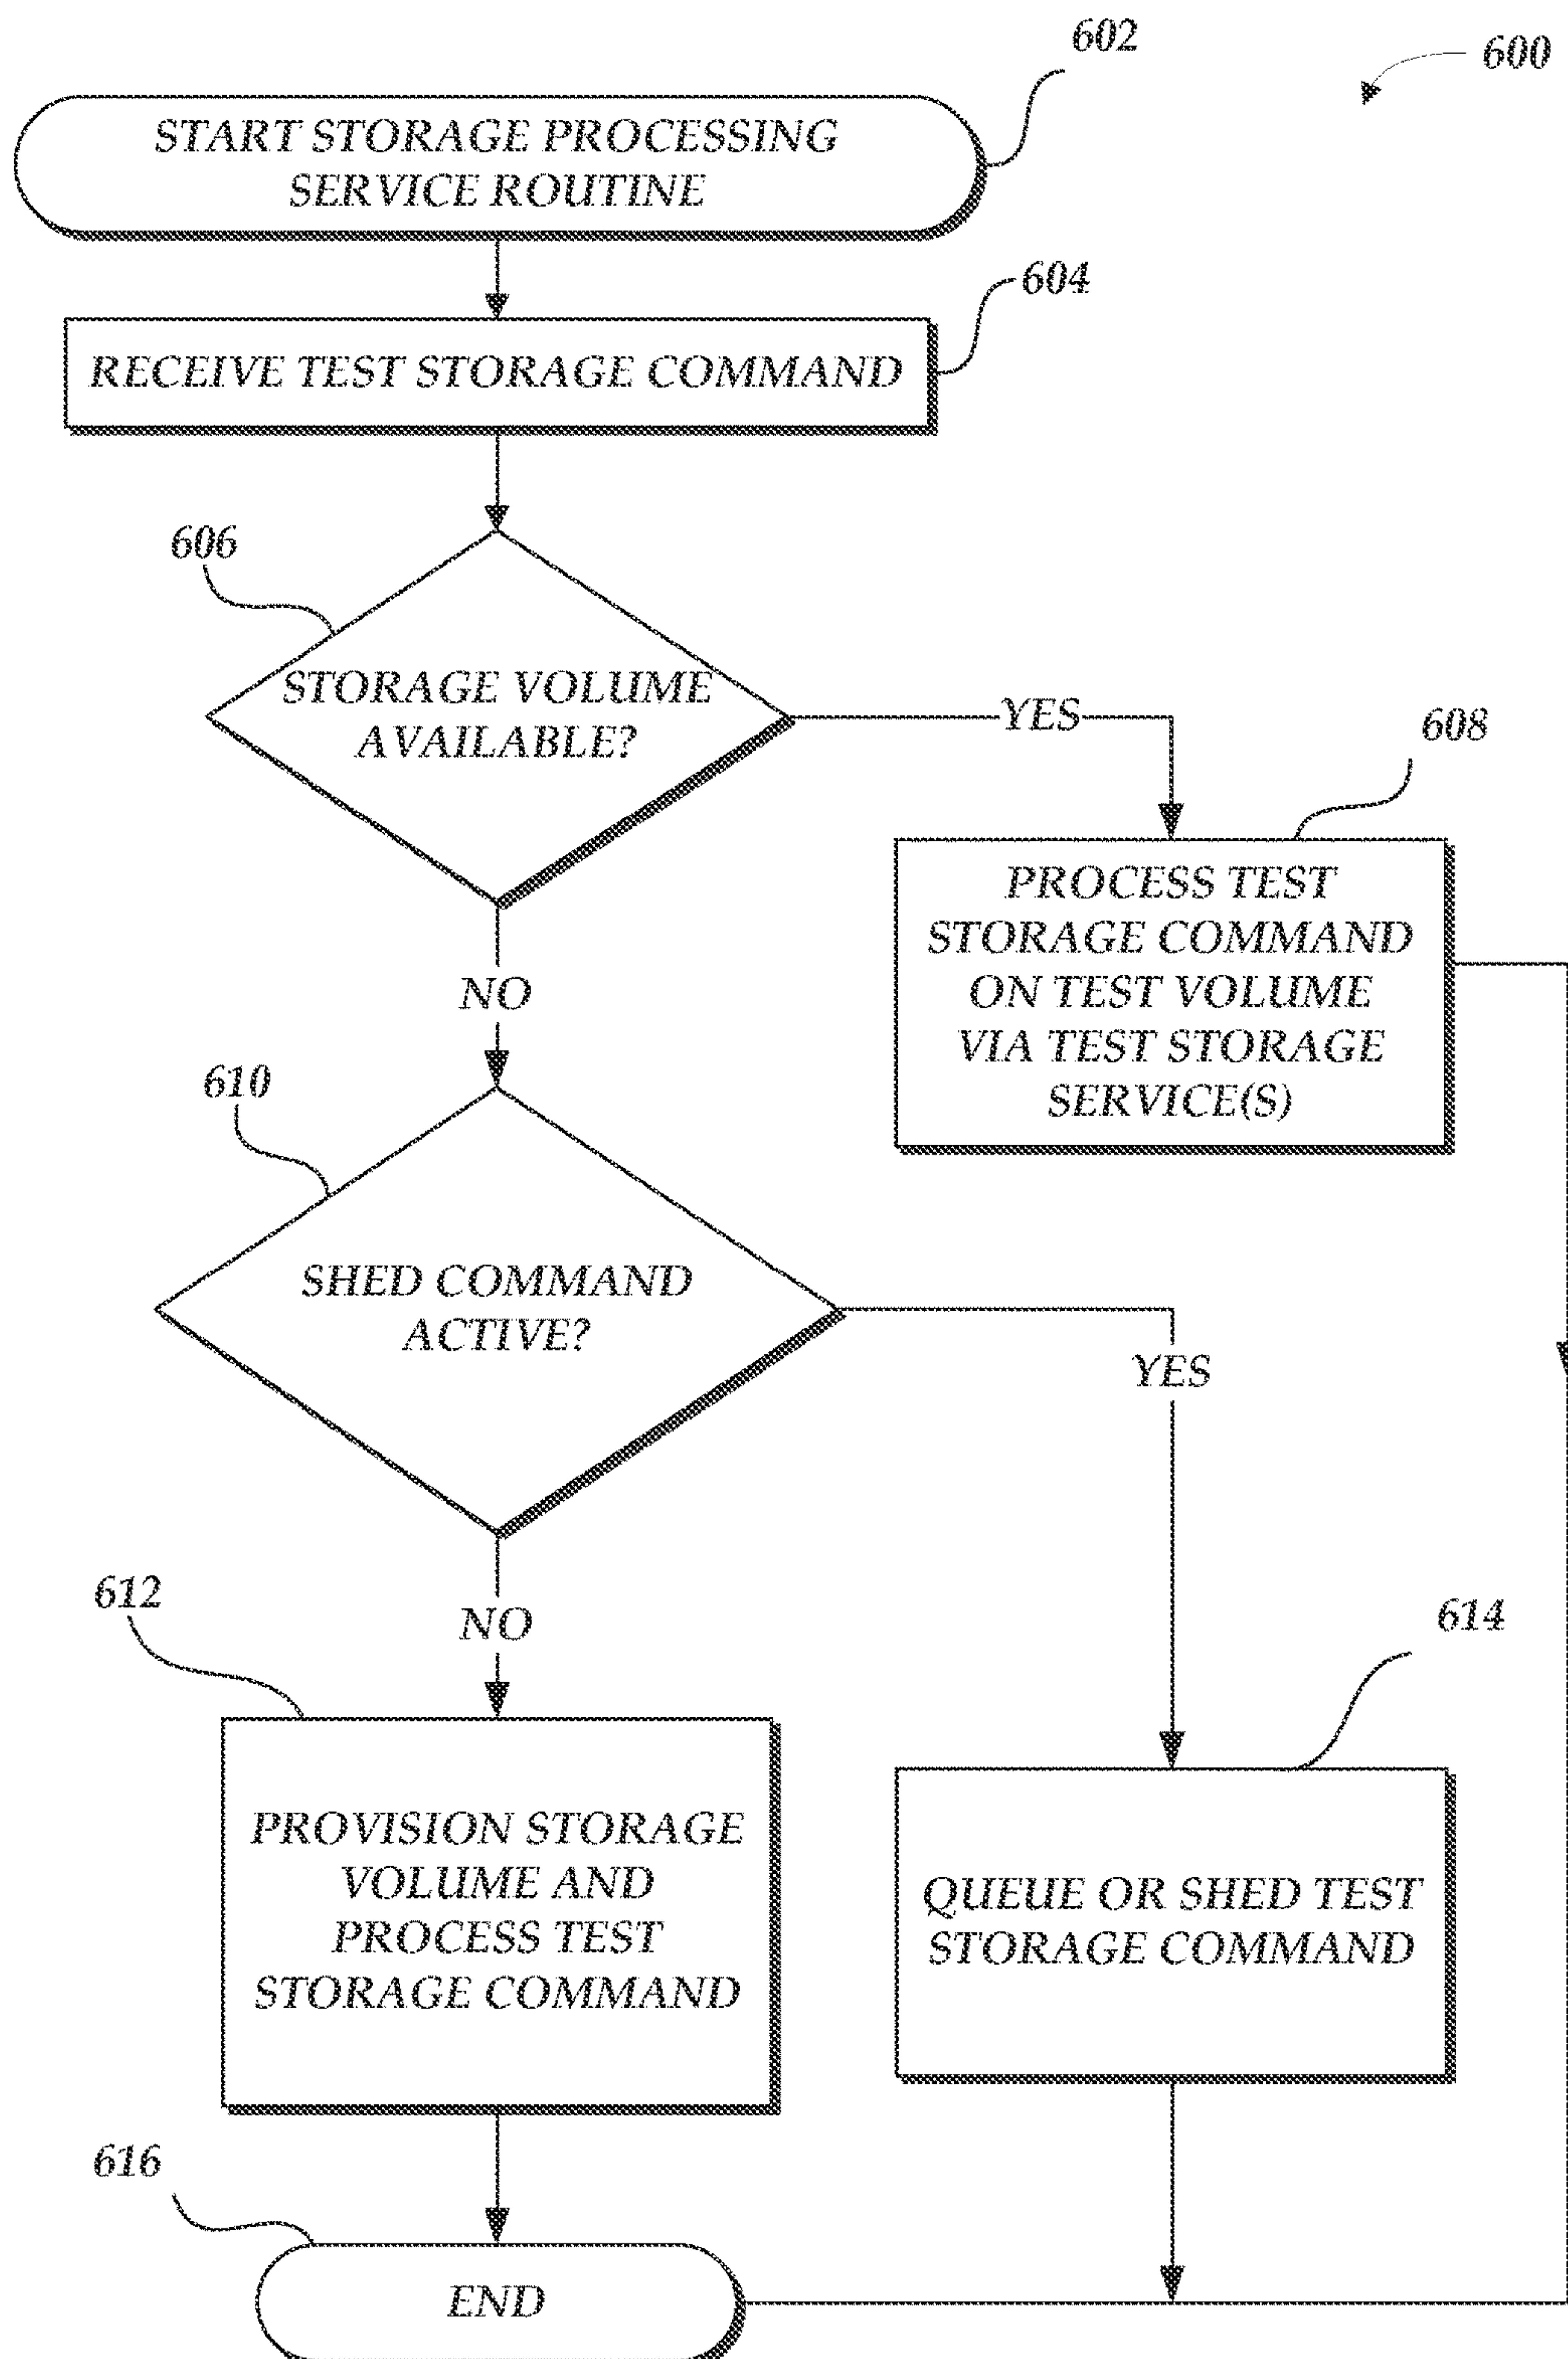 602
600
START STORAGE PROCESSING
SERVICE ROUTINE
604
RECEIVE TEST STORAGE COMMAND
606
STORAGE VOLUME
AVAILABLE?
YES
608
PROCESS TEST
STORAGE COMMAND
ON TEST VOLUME
VIA TEST STORAGE
SERVICE(S)
NO
610
SHED COMMAND
ACTIVE?
YES
612
NO
614
PROVISION STORAGE
VOLUME AND
PROCESS TEST
STORAGE COMMAND
QUEUE OR SHED TEST
STORAGE COMMAND
616
END